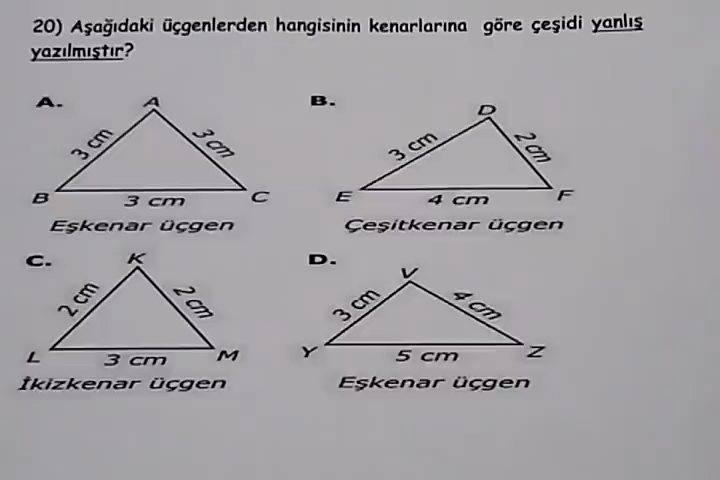 20) Aşağıdaki üçgenlerden hangisinin kenarlarına göre çeşidi yanlış
yazılmıştır?
A.
A
3 cm
3 cm
B
3 cm
C
Eşkenar üçgen
B.
D
3 cm
2 cm
E
4 cm
F
Çeşitkenar üçgen
C.
K
2 cm
2 cm
L
3 cm
M
İkizkenar üçgen
D.
V
3 cm
4 cm
Y
5 cm
Z
Eşkenar üçgen